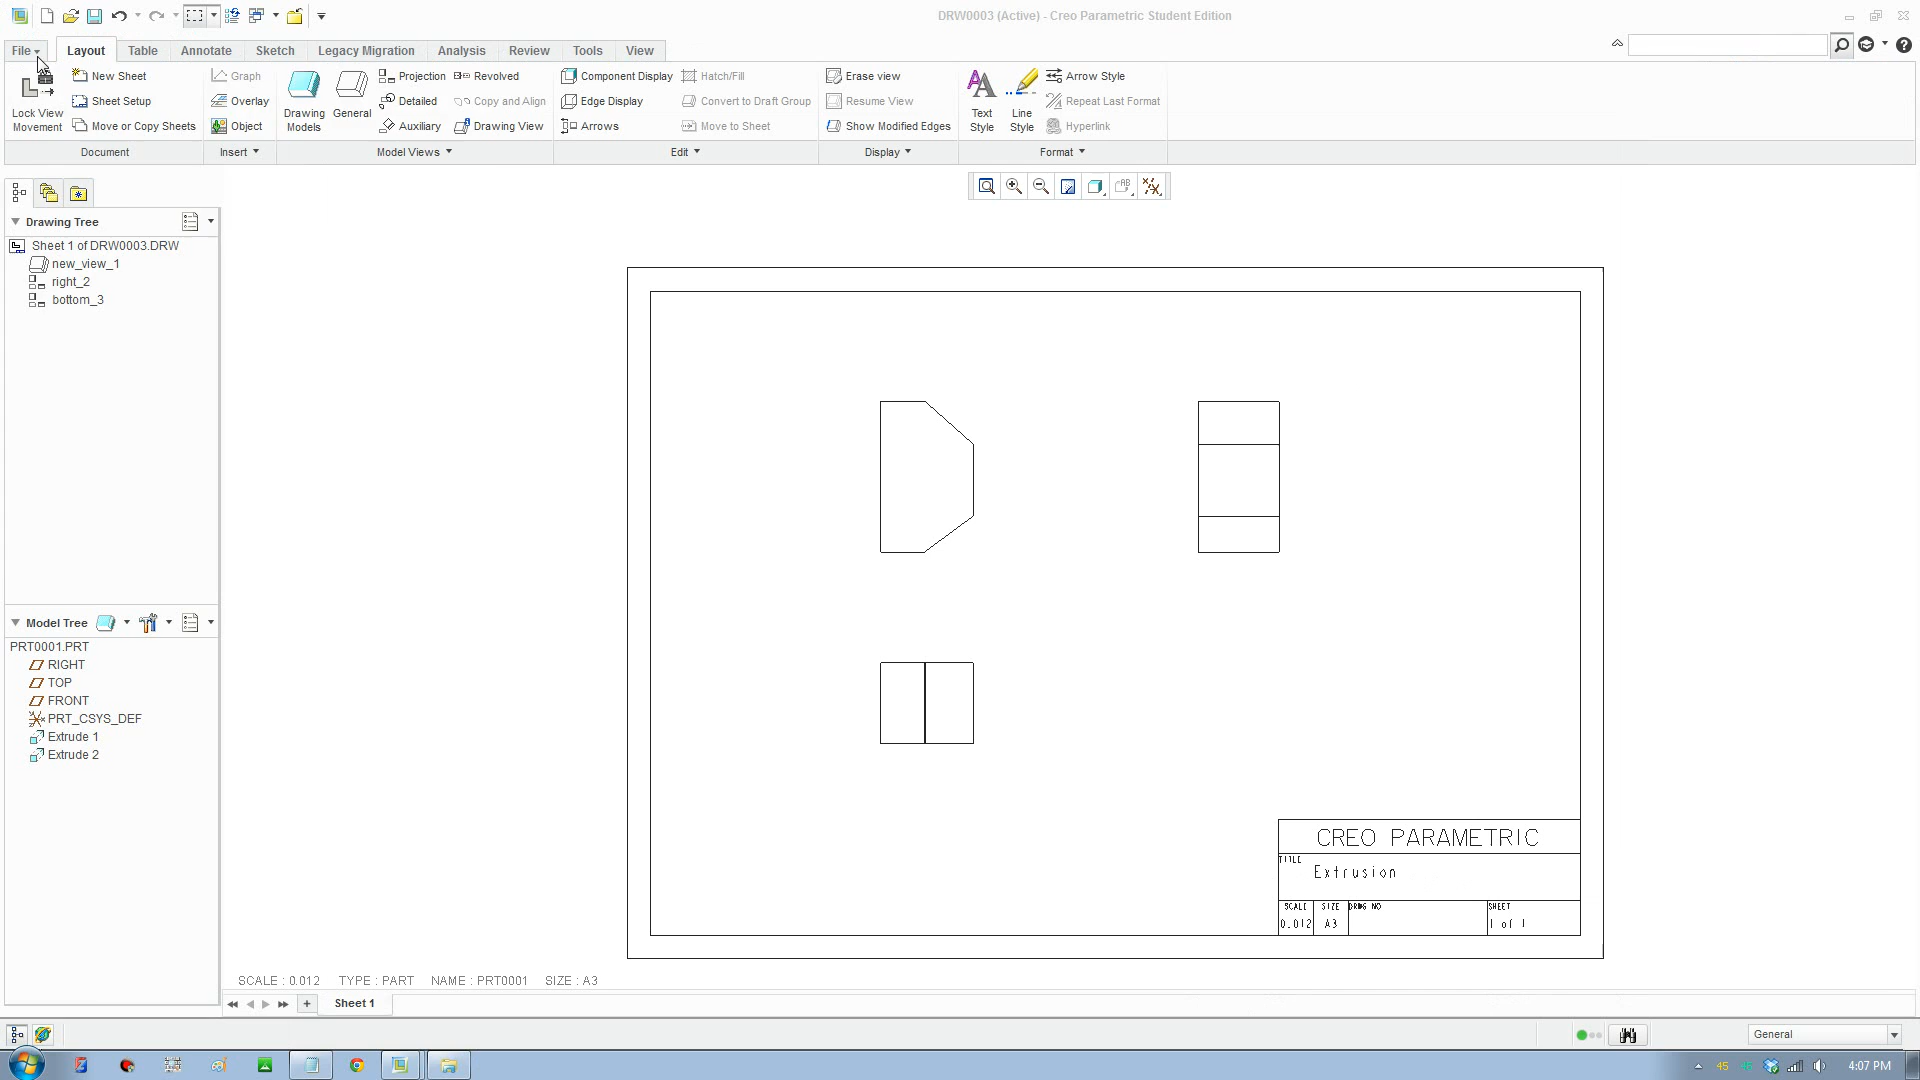 DRW0003 (Active) - Creo Parametric Student Edition
File Layout Table Annotate Sketch Legacy Migration Analysis Review Tools View
Lock View Movement
New Sheet
Sheet Setup
Move or Copy Sheets
Document
Graph
Overlay
Object
Insert
Drawing Models
General
Projection
Detailed
Auxiliary
Revolved
Copy and Align
Drawing View
Model Views
Component Display
Edge Display
Arrows
Hatch/Fill
Convert to Draft Group
Move to Sheet
Edit
Erase view
Resume View
Show Modified Edges
Display
Text Style
Line Style
Arrow Style
Repeat Last Format
Hyperlink
Format
Drawing Tree
Sheet 1 of DRW0003.DRW
new_view_1
right_2
bottom_3
Model Tree
PRT0001.PRT
RIGHT
TOP
FRONT
PRT_CSYS_DEF
Extrude 1
Extrude 2
CREO PARAMETRIC
TITLE
Extrusion
SCALE SIZE DRWG NO SHEET
0.012 A3 1 of 1
SCALE : 0.012 TYPE : PART NAME : PRT0001 SIZE : A3
Sheet 1
General
45
4:07 PM